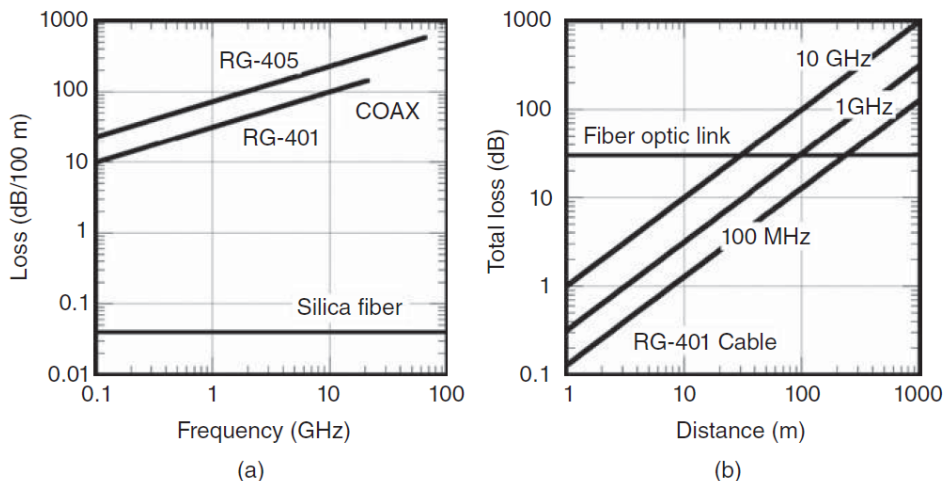 1000
100
10
1
0.1
0.01
Loss (dB/100 m)
RG-405
COAX
RG-401
Silica fiber
0.1 1 10 100
Frequency (GHz)
(a)
1000
100
10
1
0.1
Total loss (dB)
10 GHz
1GHz
Fiber optic link
100 MHz
RG-401 Cable
1 10 100 1000
Distance (m)
(b)